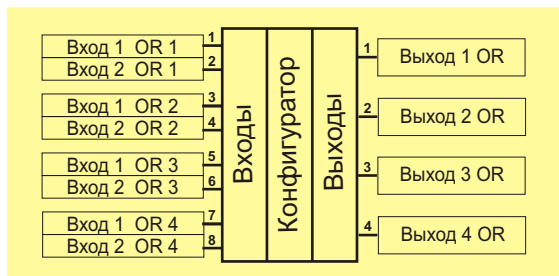 Вход 1 OR 1
1
Вход 2 OR 1
2
Вход 1 OR 2
3
Вход 2 OR 2
4
Вход 1 OR 3
5
Вход 2 OR 3
6
Вход 1 OR 4
7
Вход 2 OR 4
8
Входы
Конфигуратор
Выходы
1
Выход 1 OR
2
Выход 2 OR
3
Выход 3 OR
4
Выход 4 OR